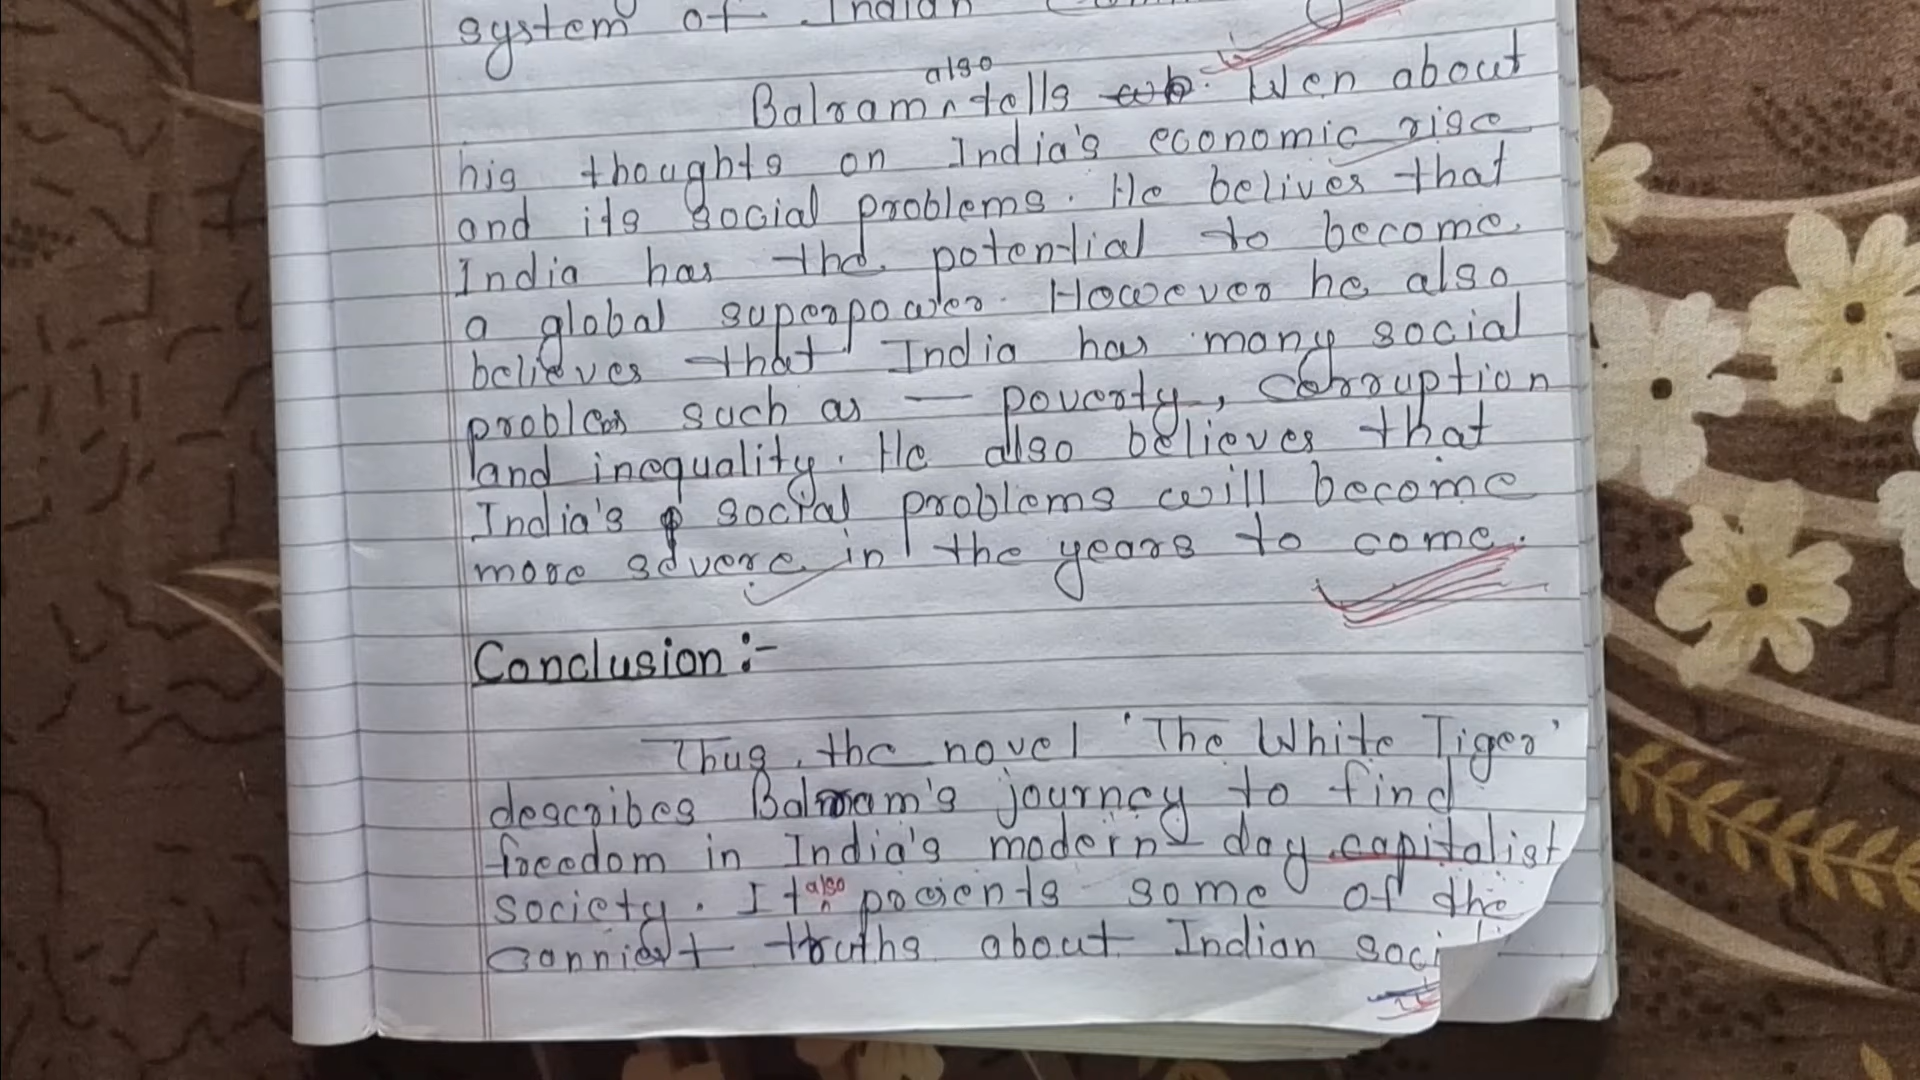 system of Indian
also
Balram tells Wen about
his thoughts on India's economic rise
and its social problems. He belives that
India has the potential to become
a global superpower. However he also
believes that India has many social
problems such as — poverty, corruption
and inequality. He also believes that
India's social problems will become
more severe in the years to come.
Conclusion :-
Thus, the novel 'The White Tiger'
describes Balram's journey to find
freedom in India's modern day capitalist
society. It also presents some of the
truths about Indian